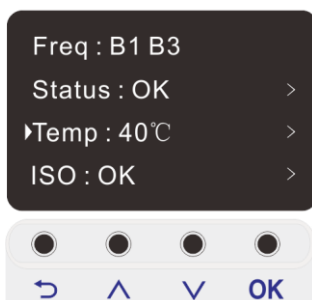 Freq : B1 B3
Status : OK >
Temp : 40℃ >
ISO : OK >
OK